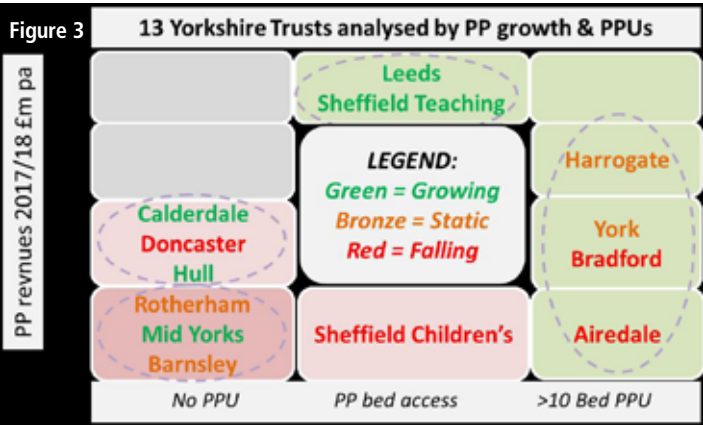 Figure 3
13 Yorkshire Trusts analysed by PP growth & PPUs
PP revnues 2017/18 £m pa
Leeds
Sheffield Teaching
LEGEND:
Green = Growing
Bronze = Static
Red = Falling
Harrogate
Calderdale
Doncaster
Hull
York
Bradford
Rotherham
Mid Yorks
Barnsley
Sheffield Children's
Airedale
No PPU
PP bed access
>10 Bed PPU